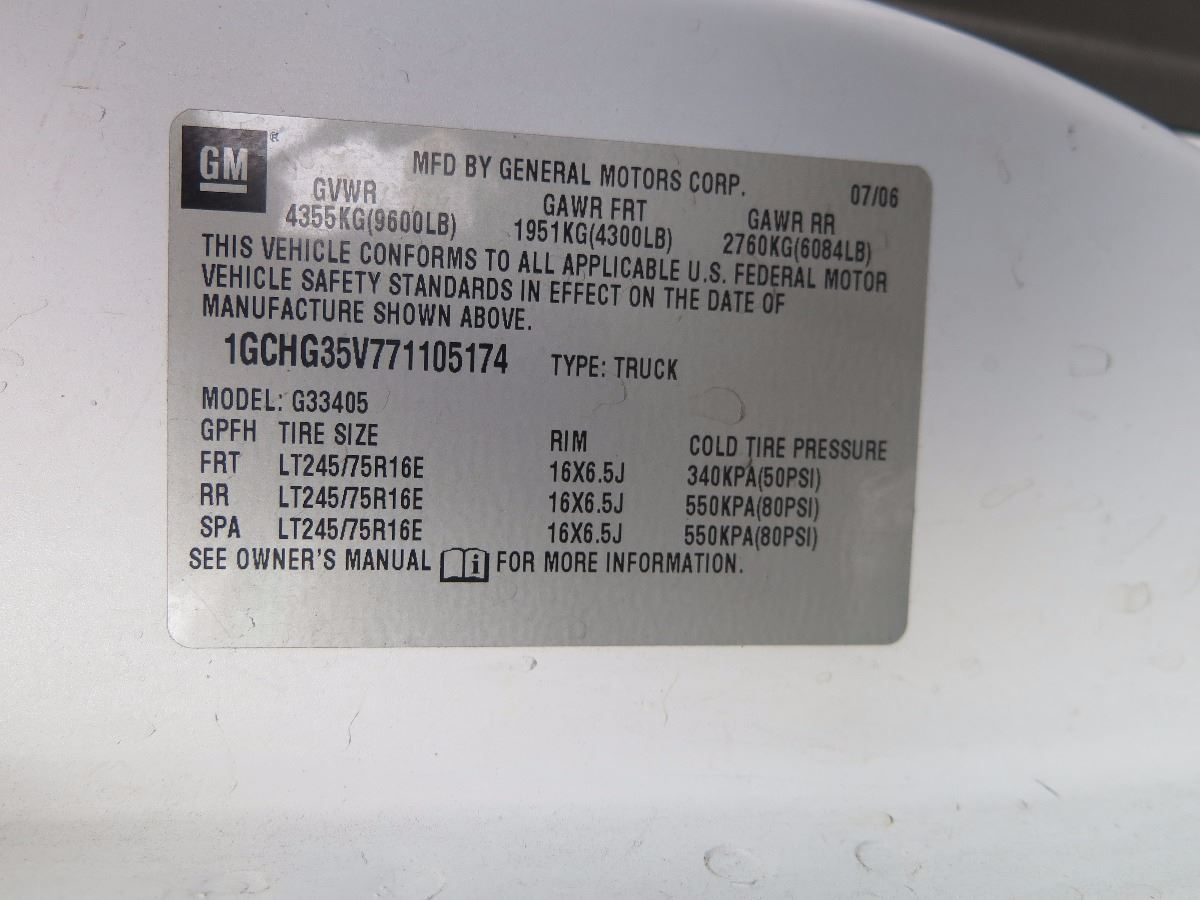 GM ®
MFD BY GENERAL MOTORS CORP. 07/06
GVWR GAWR FRT GAWR RR
4355KG(9600LB) 1951KG(4300LB) 2760KG(6084LB)
THIS VEHICLE CONFORMS TO ALL APPLICABLE U.S. FEDERAL MOTOR
VEHICLE SAFETY STANDARDS IN EFFECT ON THE DATE OF
MANUFACTURE SHOWN ABOVE.
1GCHG35V771105174 TYPE: TRUCK
MODEL: G33405
GPFH TIRE SIZE RIM COLD TIRE PRESSURE
FRT LT245/75R16E 16X6.5J 340KPA(50PSI)
RR LT245/75R16E 16X6.5J 550KPA(80PSI)
SPA LT245/75R16E 16X6.5J 550KPA(80PSI)
SEE OWNER'S MANUAL i FOR MORE INFORMATION.